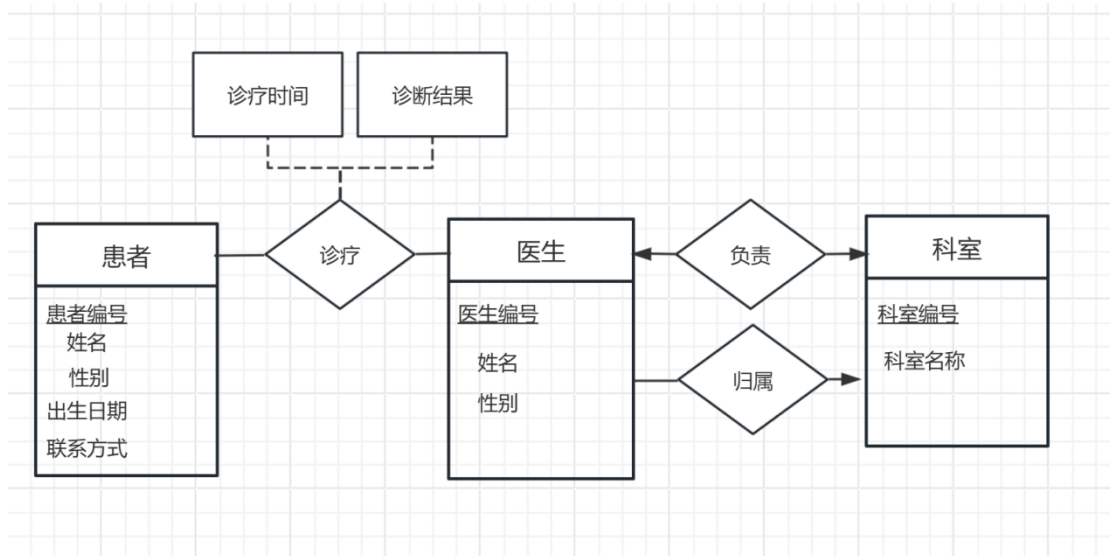 诊疗时间
诊断结果
患者
患者编号
姓名
性别
出生日期
联系方式
诊疗
医生
医生编号
姓名
性别
负责
归属
科室
科室编号
科室名称